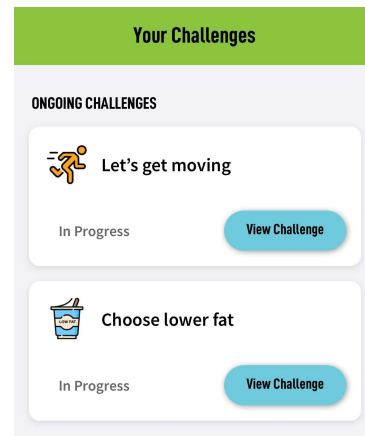 Your Challenges
ONGOING CHALLENGES
Let's get moving
In Progress
View Challenge
LOW FAT
Choose lower fat
In Progress
View Challenge